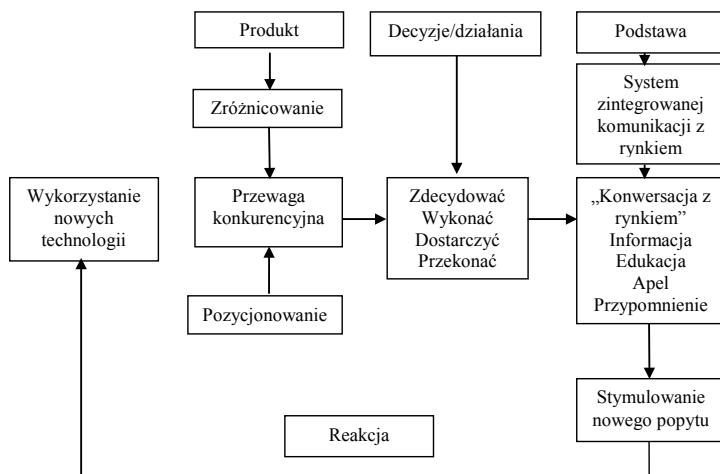 Produkt
Decyzje/działania
Podstawa
Zróżnicowanie
System
zintegrowanej
komunikacji z
rynkiem
Wykorzystanie
nowych
technologii
Przewaga
konkurencyjna
Zdecydować
Wykonać
Dostarczyć
Przekonać
„Konwersacja z
rynkiem”
Informacja
Edukacja
Apel
Przypomnienie
Pozycjonowanie
Stymulowanie
nowego popytu
Reakcja